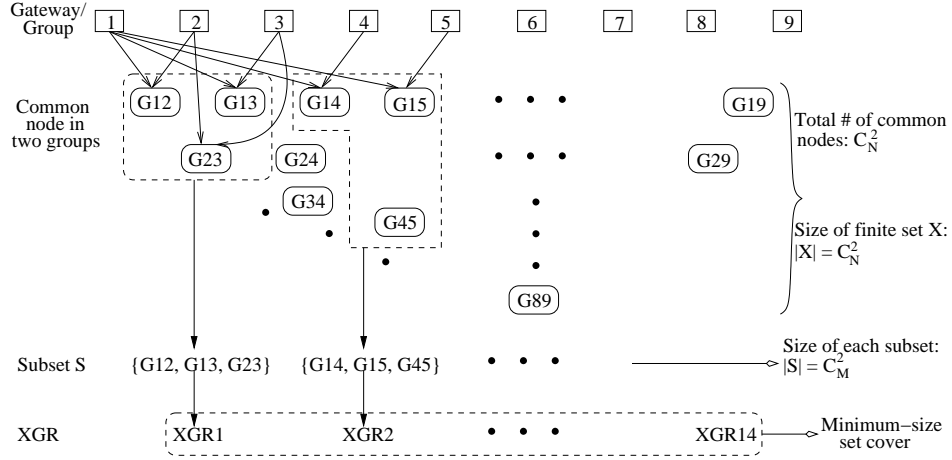 Gateway/
Group
1 2 3 4 5 6 7 8 9
Common
node in
two groups
G12 G13 G14 G15 G19
G23 G24 G29
G34
G45
G89
Total # of common
nodes: C_N^2
Size of finite set X:
|X| = C_N^2
Subset S {G12, G13, G23} {G14, G15, G45}
Size of each subset:
|S| = C_M^2
XGR XGR1 XGR2 XGR14
Minimum−size
set cover